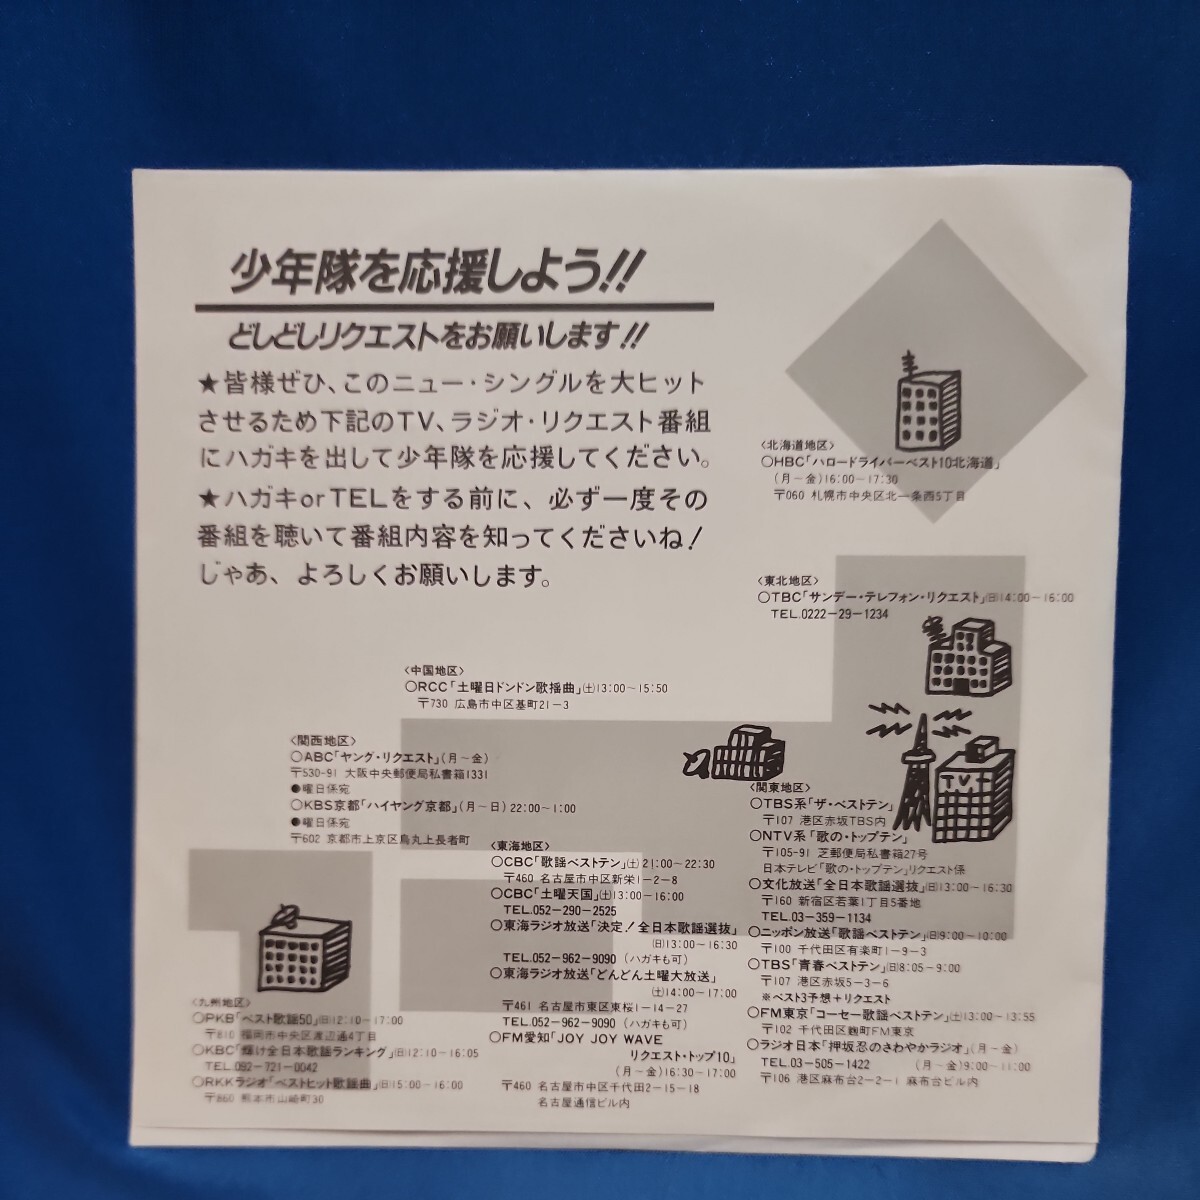 少年隊を応援しよう!!
どしどしリクエストをお願いします!!
★皆様ぜひ、このニュー・シングルを大ヒット
させるため下記のTV、ラジオ・リクエスト番組
にハガキを出して少年隊を応援してください。
★ハガキorTELをする前に、必ず一度その
番組を聴いて番組内容を知ってくださいね!
じゃあ、よろしくお願いします。
〈北海道地区〉
○HBC「ハロードライバーベスト10北海道」
(月〜金)16:00-17:30
〒060 札幌市中央区北一条西5丁目
〈東北地区〉
○TBC「サンデー・テレフォン・リクエスト」㈰14:00〜16:00
TEL.0222-29-1234
〈中国地区〉
○RCC「土曜日ドンドン歌揺曲」㈯13:00〜15:50
〒730 広島市中区基町21-3
〈関西地区〉
○ABC「ヤング・リクエスト」(月〜金)
〒530-91 大阪中央郵便局私書箱1331
●曜日係宛
○KBS京都「ハイヤング京都」(月〜日)22:00〜1:00
●曜日係宛
〒602 京都市上京区烏丸上長者町
〈東海地区〉
○CBC「歌謡ベストテン」㈯21:00〜22:30
〒460 名古屋市中区新栄1-2-8
○CBC「土曜天国」㈯13:00〜16:00
TEL.052-290-2525
○東海ラジオ放送「決定!全日本歌謡選抜」
㈰13:00〜16:30
TEL.052-962-9090 (ハガキも可)
○東海ラジオ放送「どんどん土曜大放送」
㈯14:00〜17:00
〒461 名古屋市東区東桜1-14-27
TEL.052-962-9090 (ハガキも可)
○FM愛知「JOY JOY WAVE
リクエスト・トップ10」
(月〜金)16:30〜17:00
〒460 名古屋市中区千代田2-15-18
名古屋通信ビル内
TV
〈関東地区〉
○TBS系「ザ・ベストテン」
〒107 港区赤坂TBS内
○NTV系「歌の・トップテン」
〒105-91 芝郵便局私書箱27号
日本テレビ「歌の・トップテン」リクエスト係
○文化放送「全日本歌謡選抜」㈰13:00〜16:30
〒160 新宿区若葉1丁目5番地
TEL.03-359-1134
○ニッポン放送「歌謡ベストテン」㈰9:00〜10:00
〒100 千代田区有楽町1-9-3
○TBS「青春ベストテン」㈰8:05〜9:00
〒107 港区赤坂5-3-6
※ベスト3予想+リクエスト
○FM東京「コーセー歌謡ベストテン」㈯13:00〜13:55
〒102 千代田区麹町FM東京
○ラジオ日本「押坂忍のさわやかラジオ」(月〜金)
TEL.03-505-1422 (月〜金)9:00〜11:00
〒106 港区麻布台2-2-1 麻布台ビル内
〈九州地区〉
○PKB「ベスト歌謡50」㈰12:10〜17:00
〒810 福岡市中央区渡辺通4丁目
○KBC「輝け全日本歌謡ランキング」㈰12:10〜16:05
TEL.092-721-0042
○RKKラジオ「ベストヒット歌謡曲」㈰15:00〜16:00
〒860 熊本市山崎町30